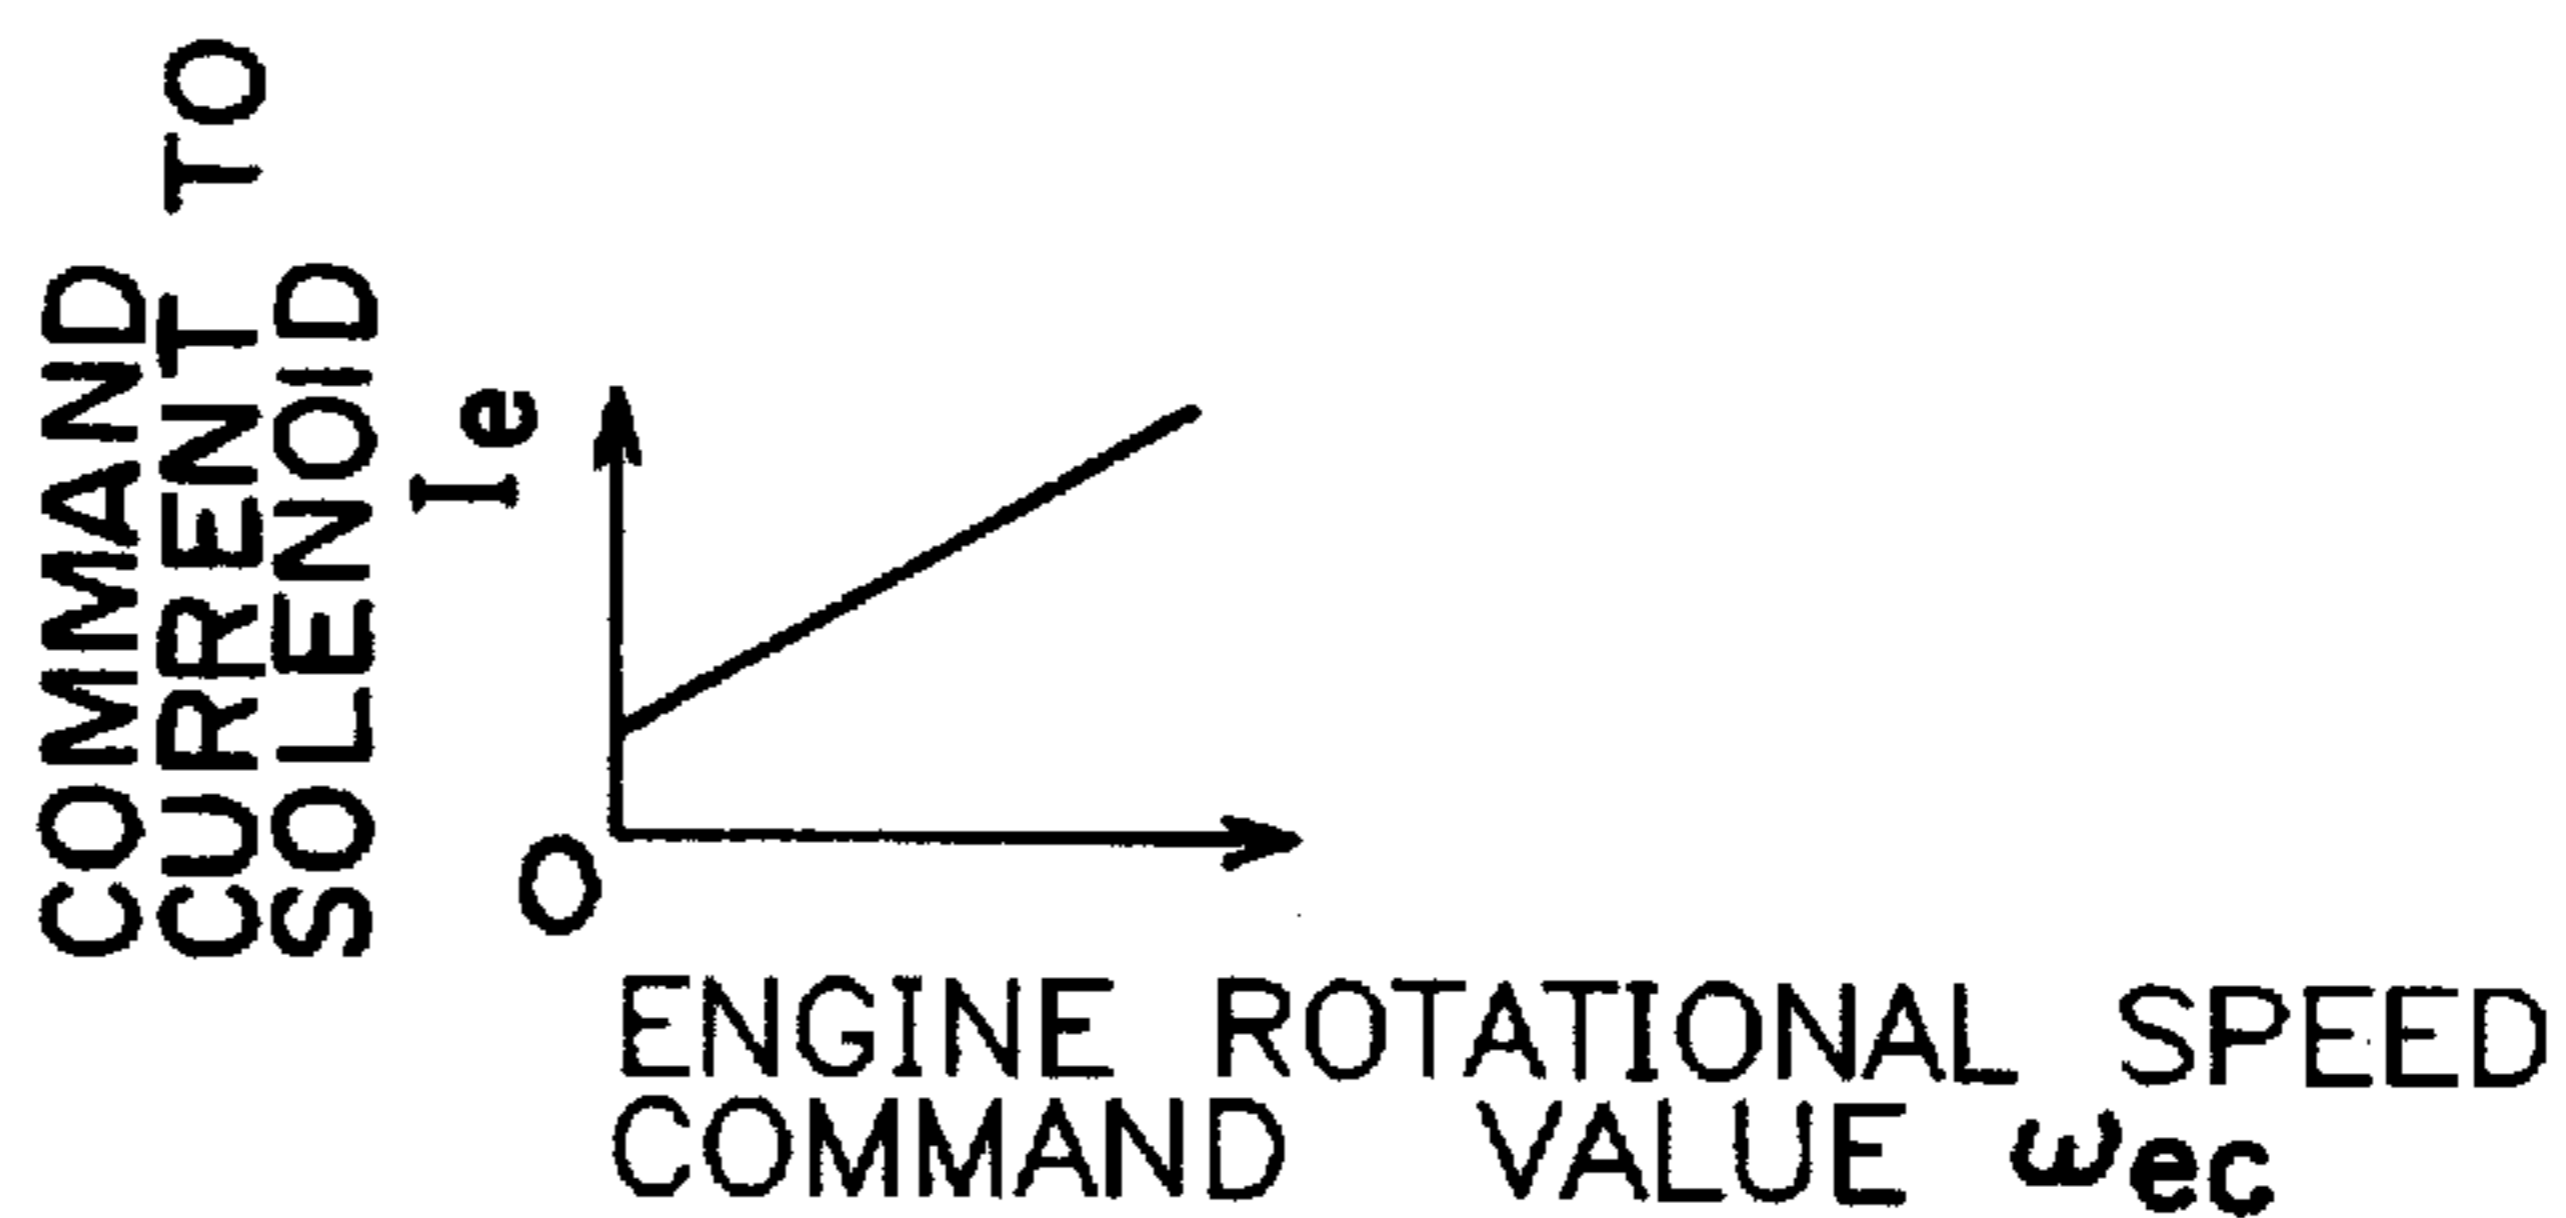 COMMAND
CURRENT TO
SOLENOID
Ie
O
ENGINE ROTATIONAL SPEED
COMMAND VALUE ωec